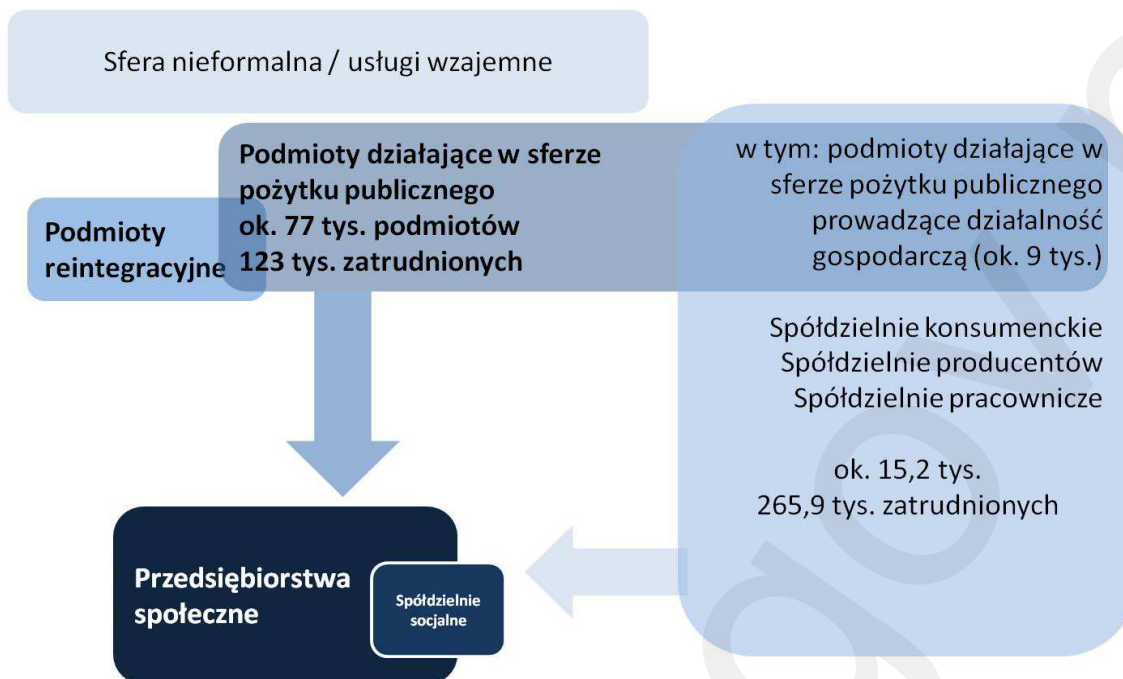 Sfera nieformalna / usługi wzajemne
Podmioty działające w sferze
pożytku publicznego
ok. 77 tys. podmiotów
123 tys. zatrudnionych
w tym: podmioty działające w
sferze pożytku publicznego
prowadzące działalność
gospodarczą (ok. 9 tys.)
Podmioty
reintegracyjne
Spółdzielnie konsumenckie
Spółdzielnie producentów
Spółdzielnie pracownicze
ok. 15,2 tys.
265,9 tys. zatrudnionych
Przedsiębiorstwa
społeczne
Spółdzielnie
socjalne